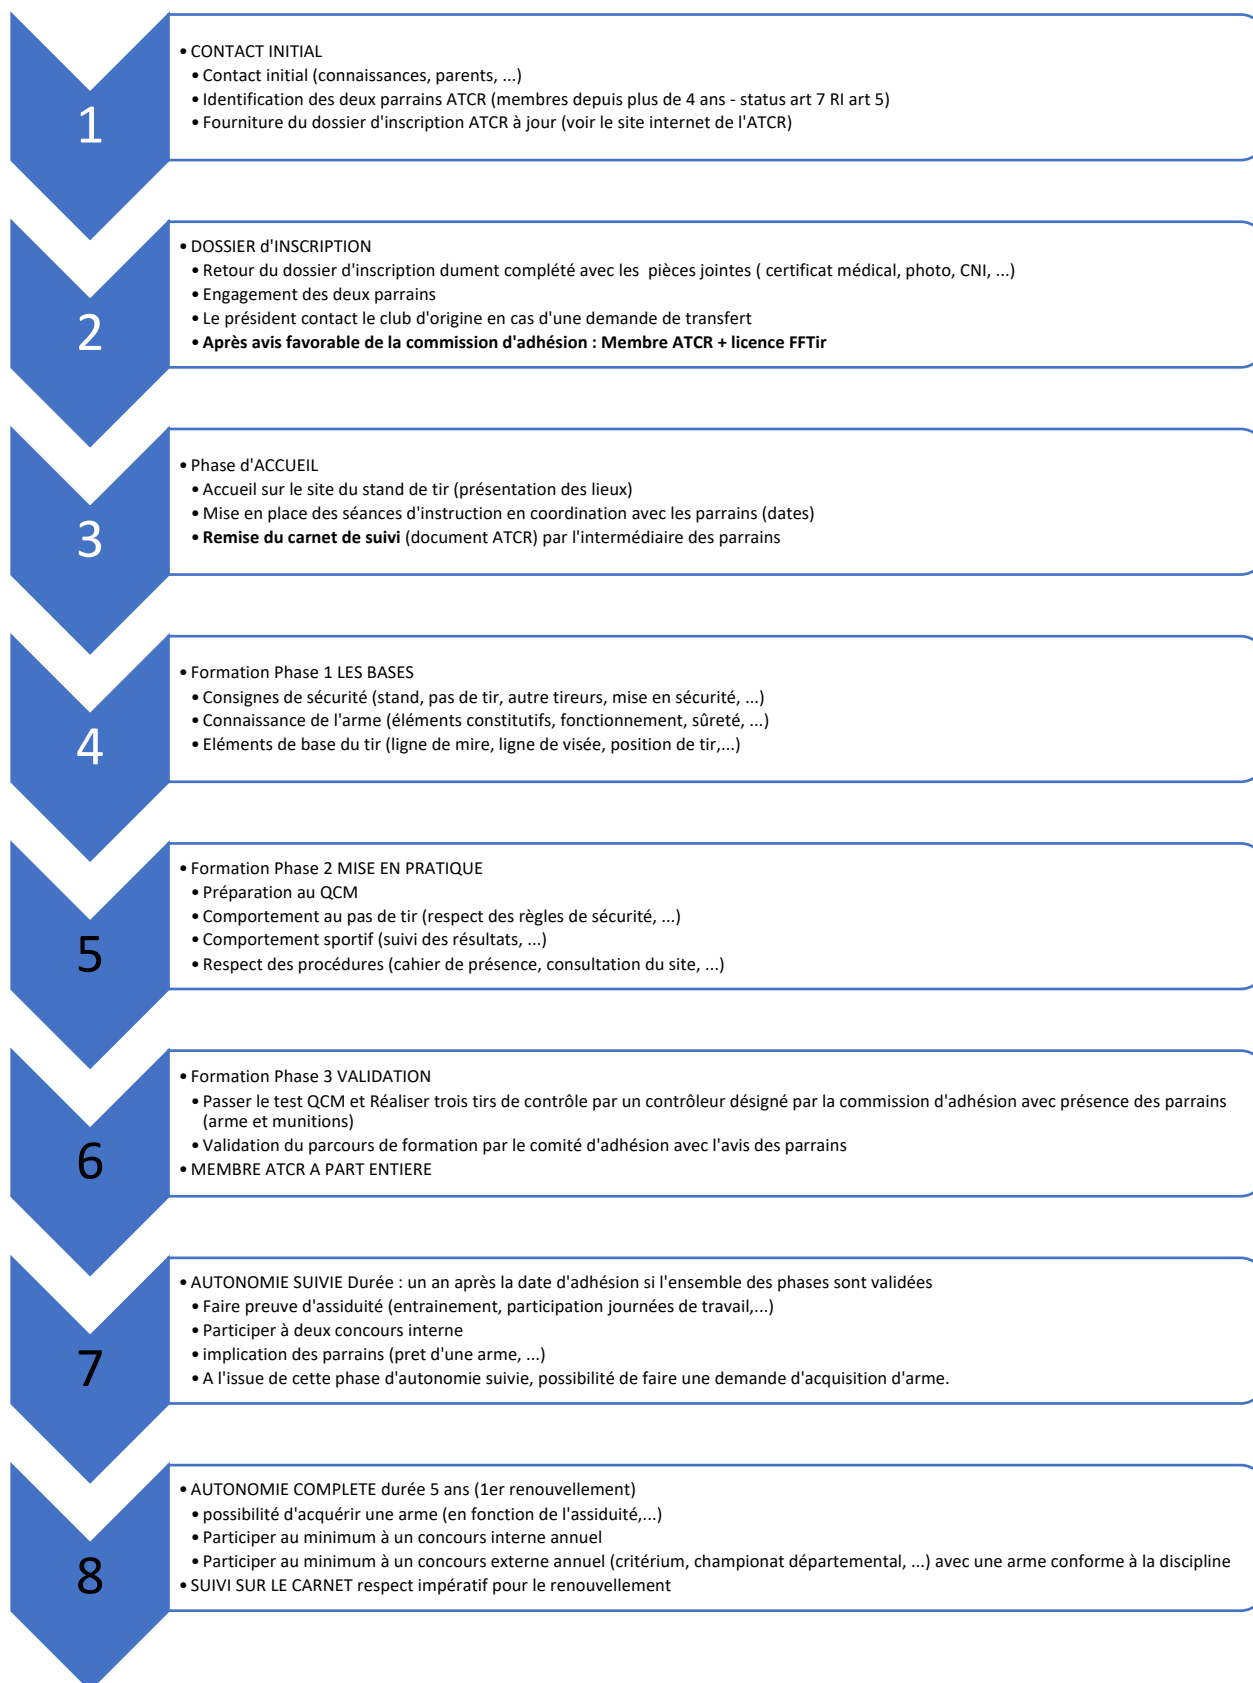 1
• CONTACT INITIAL
• Contact initial (connaissances, parents, ...)
• Identification des deux parrains ATCR (membres depuis plus de 4 ans - status art 7 RI art 5)
• Fourniture du dossier d'inscription ATCR à jour (voir le site internet de l'ATCR)
2
• DOSSIER d'INSCRIPTION
• Retour du dossier d'inscription dument complété avec les pièces jointes ( certificat médical, photo, CNI, ...)
• Engagement des deux parrains
• Le président contact le club d'origine en cas d'une demande de transfert
• Après avis favorable de la commission d'adhésion : Membre ATCR + licence FFTir
3
• Phase d'ACCUEIL
• Accueil sur le site du stand de tir (présentation des lieux)
• Mise en place des séances d'instruction en coordination avec les parrains (dates)
• Remise du carnet de suivi (document ATCR) par l'intermédiaire des parrains
4
• Formation Phase 1 LES BASES
• Consignes de sécurité (stand, pas de tir, autre tireurs, mise en sécurité, ...)
• Connaissance de l'arme (éléments constitutifs, fonctionnement, sûreté, ...)
• Eléments de base du tir (ligne de mire, ligne de visée, position de tir,...)
5
• Formation Phase 2 MISE EN PRATIQUE
• Préparation au QCM
• Comportement au pas de tir (respect des règles de sécurité, ...)
• Comportement sportif (suivi des résultats, ...)
• Respect des procédures (cahier de présence, consultation du site, ...)
6
• Formation Phase 3 VALIDATION
• Passer le test QCM et Réaliser trois tirs de contrôle par un contrôleur désigné par la commission d'adhésion avec présence des parrains
(arme et munitions)
• Validation du parcours de formation par le comité d'adhésion avec l'avis des parrains
• MEMBRE ATCR A PART ENTIERE
7
• AUTONOMIE SUIVIE Durée : un an après la date d'adhésion si l'ensemble des phases sont validées
• Faire preuve d'assiduité (entrainement, participation journées de travail,...)
• Participer à deux concours interne
• implication des parrains (pret d'une arme, ...)
• A l'issue de cette phase d'autonomie suivie, possibilité de faire une demande d'acquisition d'arme.
8
• AUTONOMIE COMPLETE durée 5 ans (1er renouvellement)
• possibilité d'acquérir une arme (en fonction de l'assiduité,...)
• Participer au minimum à un concours interne annuel
• Participer au minimum à un concours externe annuel (critérium, championat départemental, ...) avec une arme conforme à la discipline
• SUIVI SUR LE CARNET respect impératif pour le renouvellement